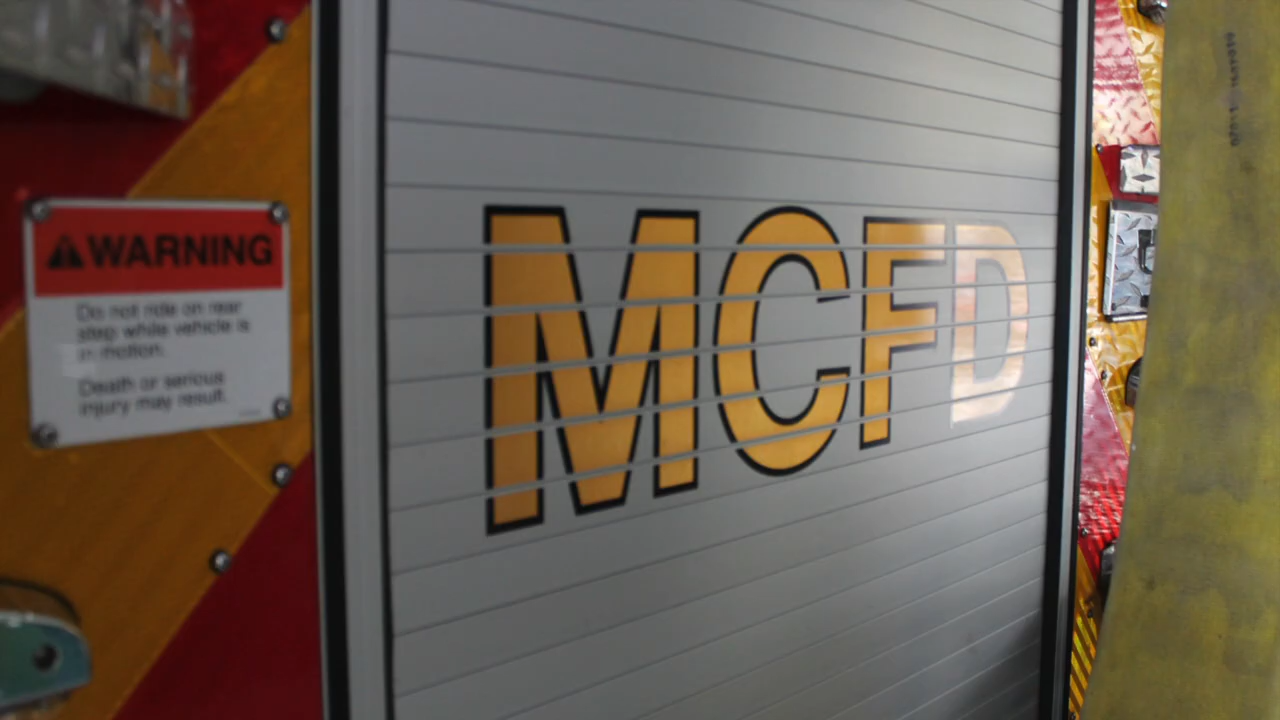 WARNING
Do not ride on rear
step while vehicle is
in motion.
Death or serious
injury may result.
MCFD